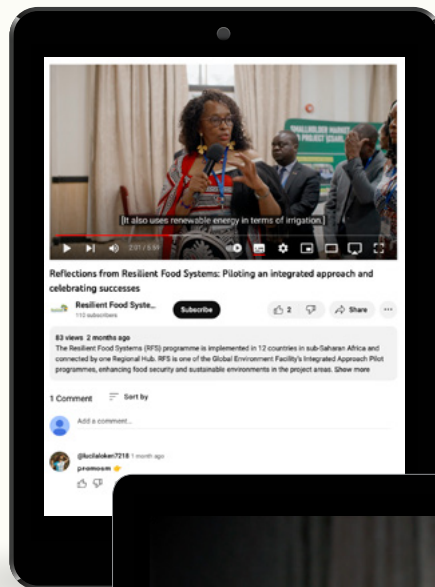 SMALLHOLDER MARKET
[It also uses renewable energy in terms of irrigation.]
2:01 / 6:59
Reflections from Resilient Food Systems: Piloting an integrated approach and
celebrating successes
Resilient Food Syste...
112 subscribers
Subscribe
2
Share
83 views 2 months ago
The Resilient Food Systems (RFS) programme is implemented in 12 countries in sub-Saharan Africa and
connected by one Regional Hub. RFS is one of the Global Environment Facility's Integrated Approach Pilot
programmes, enhancing food security and sustainable environments in the project areas. Show more
1 Comment
Sort by
Add a comment...
@lucilaloken7218 1 month ago